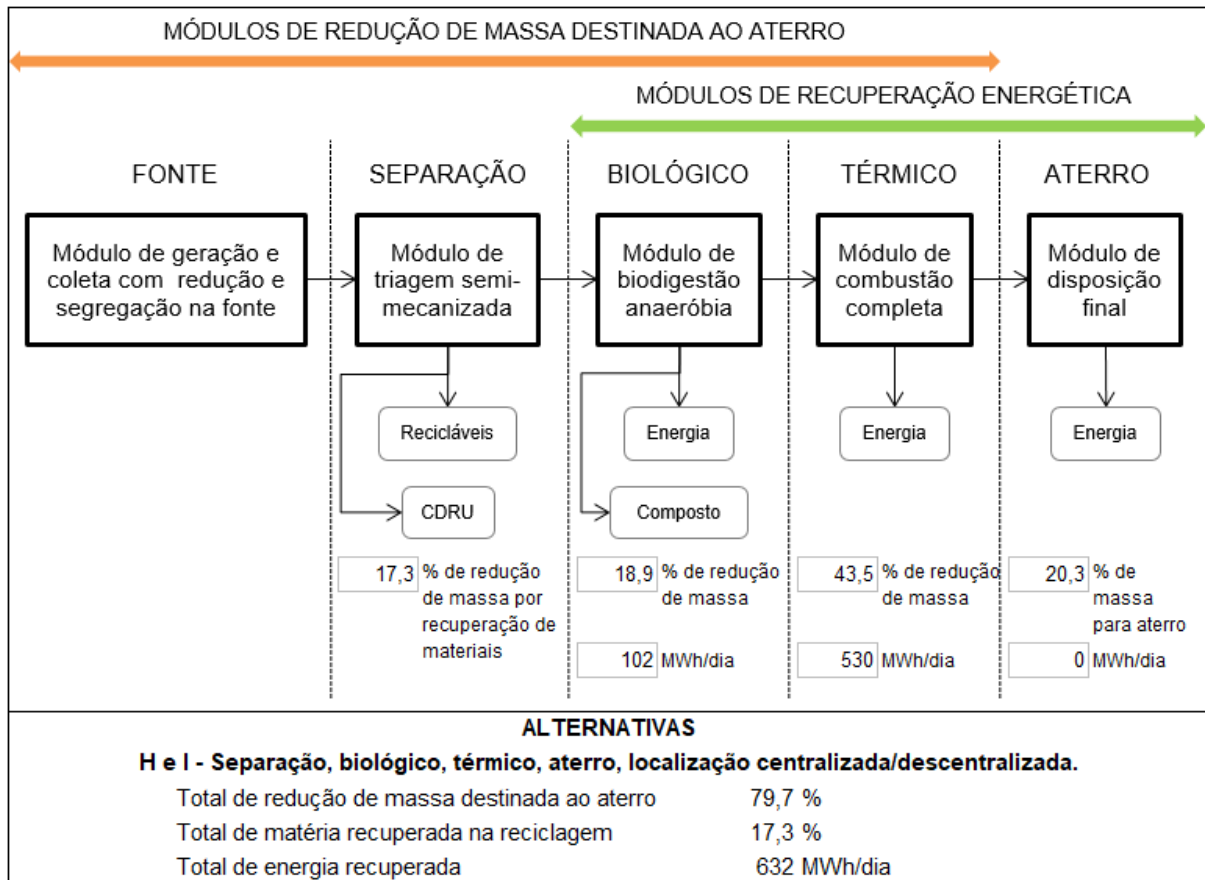 MÓDULOS DE REDUÇÃO DE MASSA DESTINADA AO ATERRO
MÓDULOS DE RECUPERAÇÃO ENERGÉTICA
FONTE
SEPARAÇÃO
BIOLÓGICO
TÉRMICO
ATERRO
Módulo de geração e
coleta com redução e
segregação na fonte
Módulo de
triagem semi-
mecanizada
Módulo de
biodigestão
anaeróbia
Módulo de
combustão
completa
Módulo de
disposição
final
Recicláveis
CDRU
Energia
Composto
Energia
Energia
17,3 % de redução
de massa por
recuperação de
materiais
18,9 % de redução
de massa
43,5 % de redução
de massa
20,3 % de
massa
para aterro
102 MWh/dia
530 MWh/dia
0 MWh/dia
ALTERNATIVAS
H e I - Separação, biológico, térmico, aterro, localização centralizada/descentralizada.
Total de redução de massa destinada ao aterro 79,7 %
Total de matéria recuperada na reciclagem 17,3 %
Total de energia recuperada 632 MWh/dia